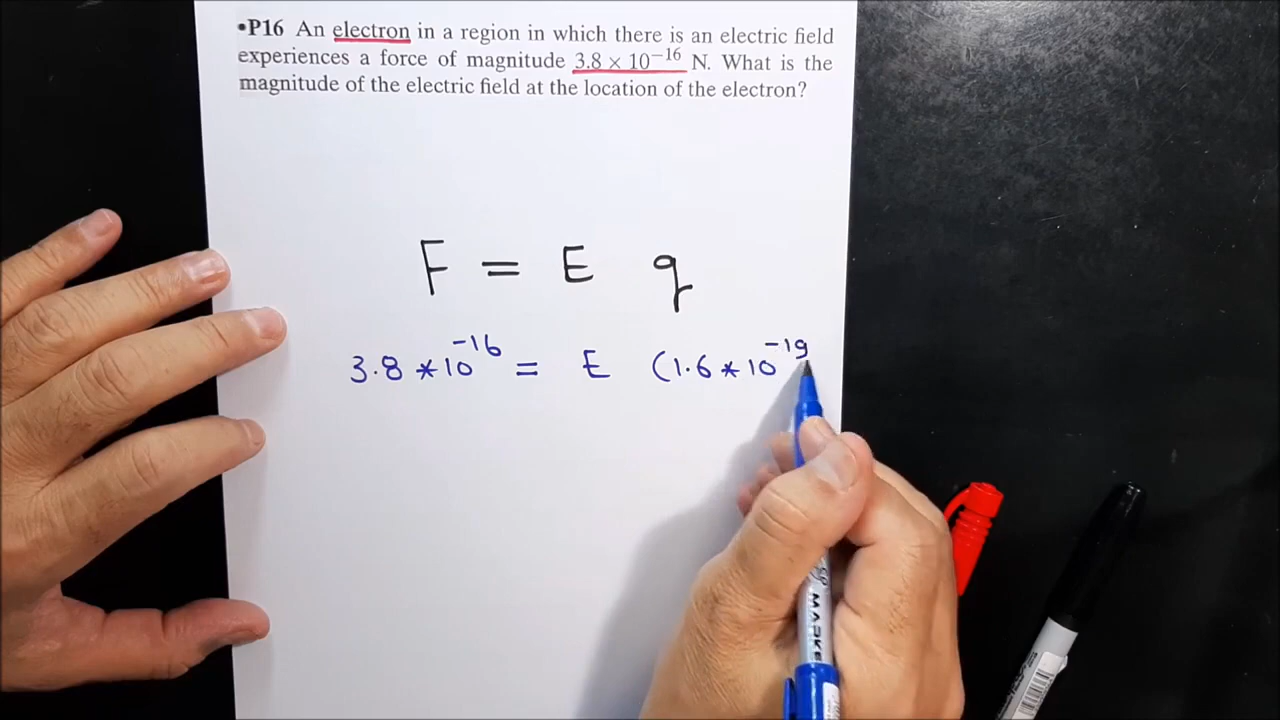 •P16 An electron in a region in which there is an electric field
experiences a force of magnitude 3.8 × 10⁻¹⁶ N. What is the
magnitude of the electric field at the location of the electron?
F = E q
3.8 * 10⁻¹⁶ = E (1.6 * 10⁻¹⁹
MARKE